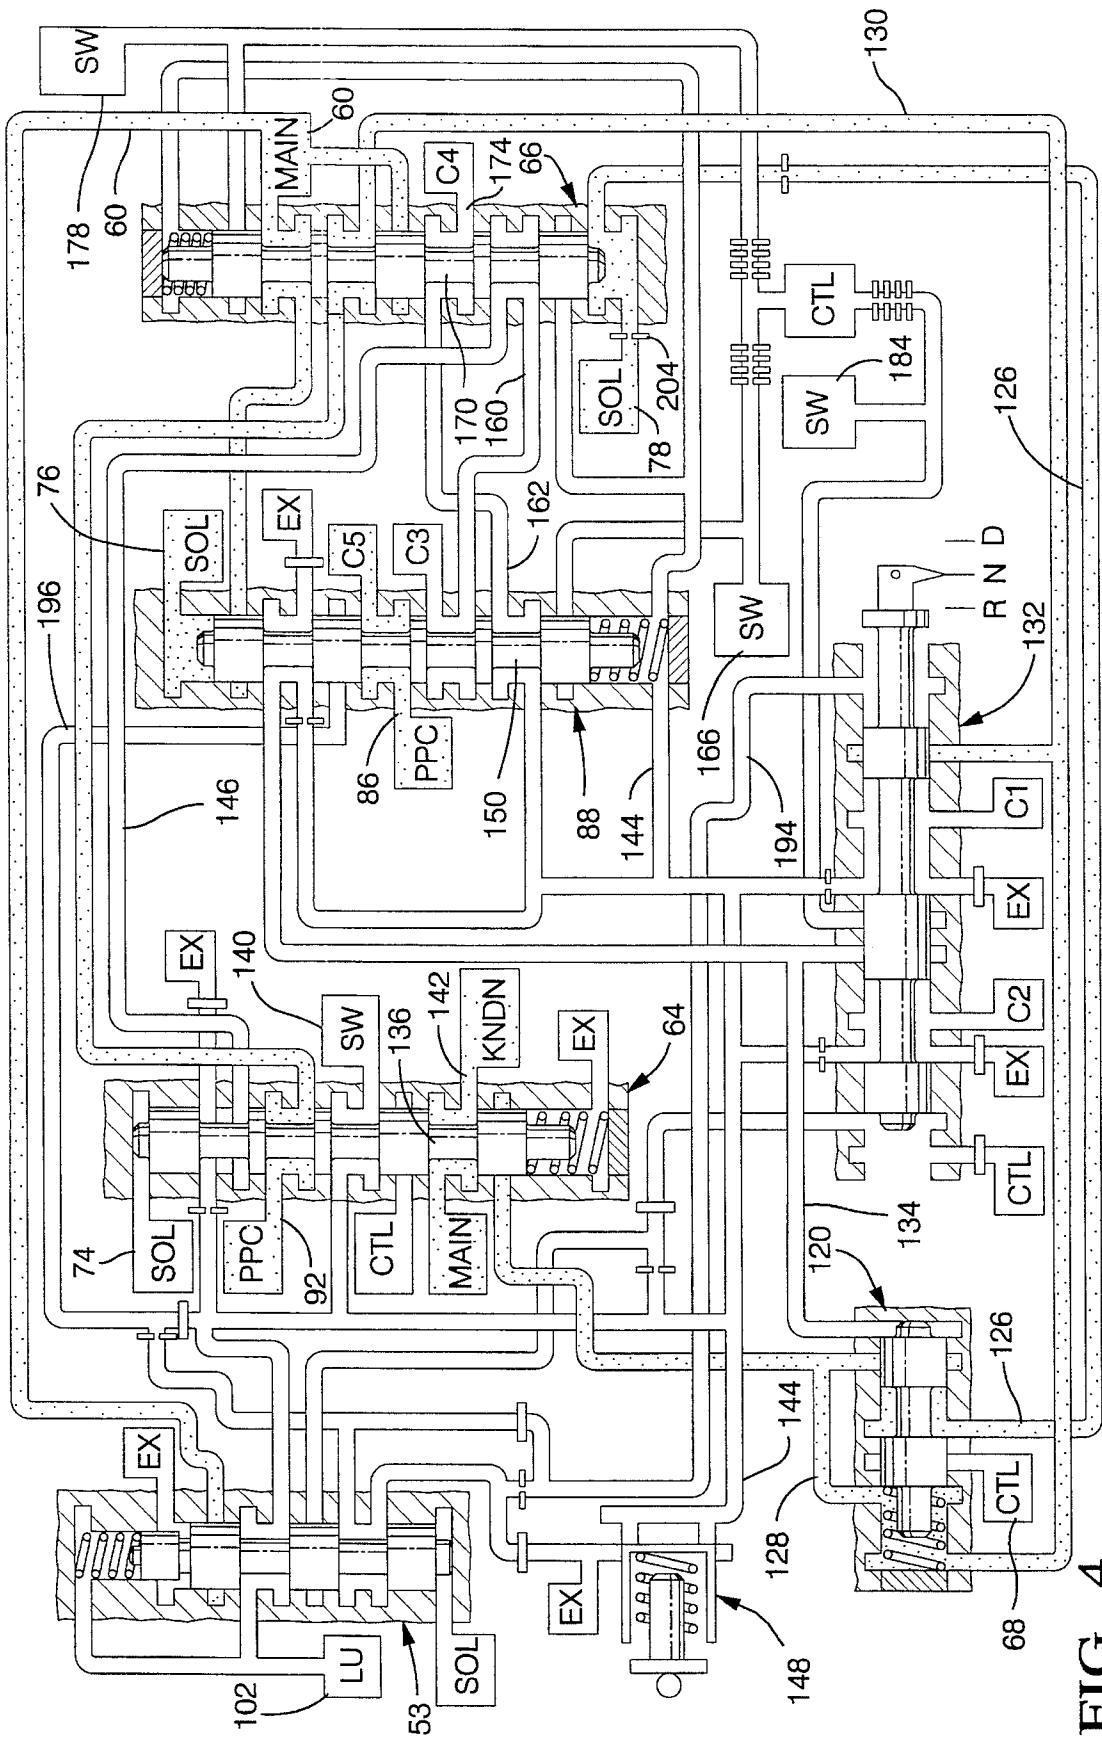 SW
178
60
MAIN
60
130
C4
174
66
76
SOL
196
EX
C5
C3
170
160
162
SOL
78
204
CTL
SW
184
126
146
86
PPC
150
88
144
SW
166
194
R
N
D
132
C1
EX
EX
140
SW
136
142
KNDN
EX
64
C2
EX
CTL
74
SOL
PPC
92
CTL
MAIN
134
120
126
EX
144
128
CTL
68
LU
102
53
SOL
EX
148
FIG. 4